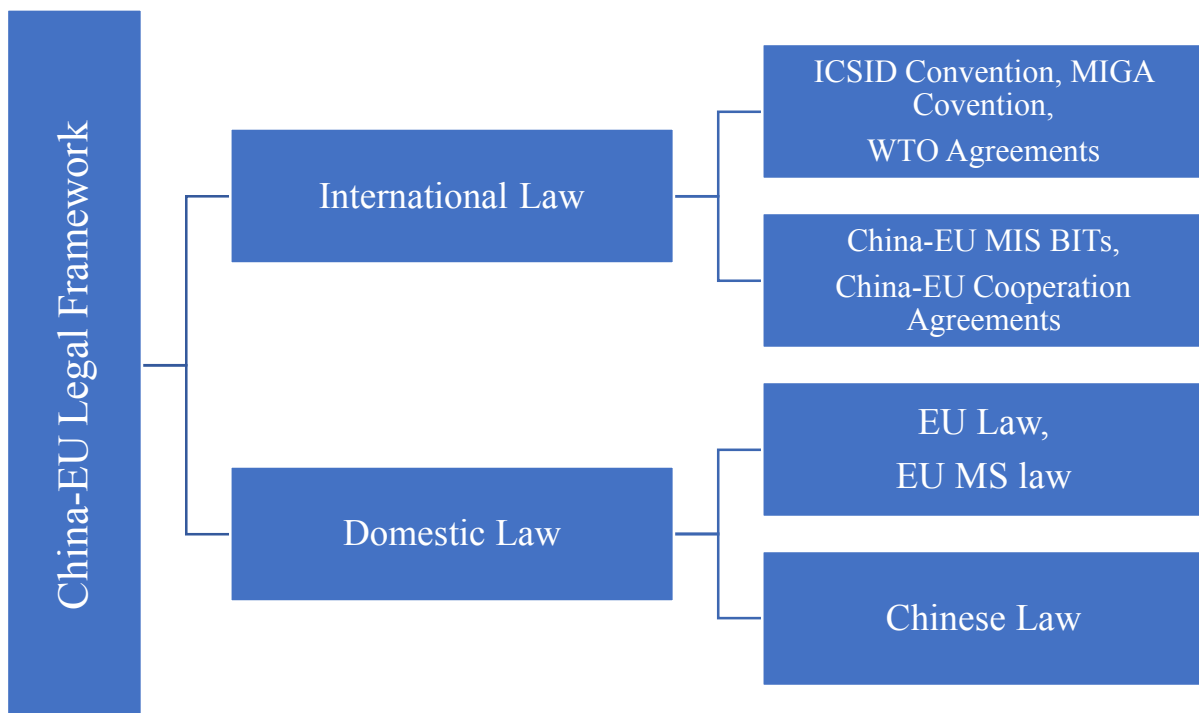 China-EU Legal Framework
International Law
ICSID Convention, MIGA
Covention,
WTO Agreements
China-EU MIS BITs,
China-EU Cooperation
Agreements
Domestic Law
EU Law,
EU MS law
Chinese Law